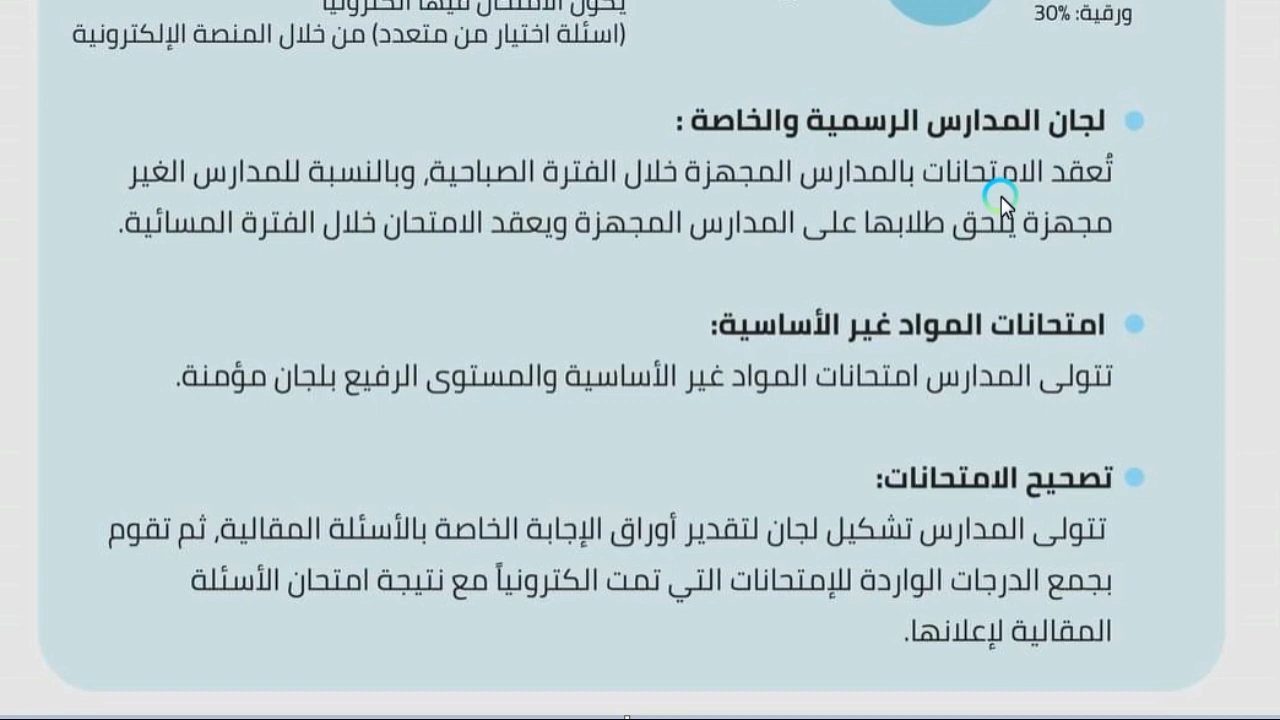 ورقية: 30%
يكون الامتحان فيها الكترونيا
(اسئلة اختيار من متعدد) من خلال المنصة الإلكترونية
لجان المدارس الرسمية والخاصة :
تُعقد الامتحانات بالمدارس المجهزة خلال الفترة الصباحية, وبالنسبة للمدارس الغير
مجهزة يُلحق طلابها على المدارس المجهزة ويعقد الامتحان خلال الفترة المسائية.
امتحانات المواد غير الأساسية:
تتولى المدارس امتحانات المواد غير الأساسية والمستوى الرفيع بلجان مؤمنة.
تصحيح الامتحانات:
تتولى المدارس تشكيل لجان لتقدير أوراق الإجابة الخاصة بالأسئلة المقالية, ثم تقوم
بجمع الدرجات الواردة للإمتحانات التي تمت الكترونياً مع نتيجة امتحان الأسئلة
المقالية لإعلانها.